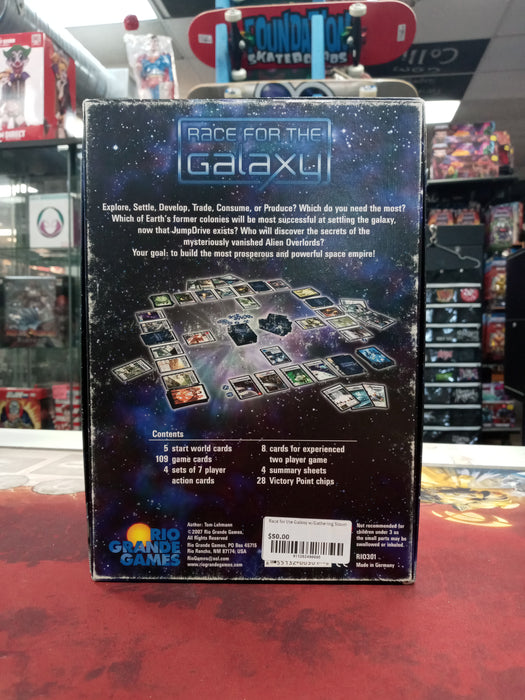 FOUNDATION
SKATEBOARDS
RACE FOR THE
GALAXY
Explore, Settle, Develop, Trade, Consume, or Produce? Which do you need the most?
Which of Earth's former colonies will be most successful at settling the galaxy,
now that JumpDrive exists? Who will discover the secrets of the
mysteriously vanished Alien Overlords?
Your goal: to build the most prosperous and powerful space empire!
Contents
5 start world cards
109 game cards
4 sets of 7 player
action cards
8 cards for experienced
two player game
4 summary sheets
28 Victory Point chips
RIO
GRANDE
GAMES
Author: Tom Lehmann
©2007 Rio Grande Games,
All Rights Reserved
Rio Grande Games, PO Box 45715
Rio Rancho, NM 87174; USA
RioGames@aol.com
www.riograndegames.com
Race for the Galaxy w/Gathering Storm
$50.00
Not recommended for
children under 3 as
the small parts may be
swallowed or inhaled.
RIO301
Made in Germany